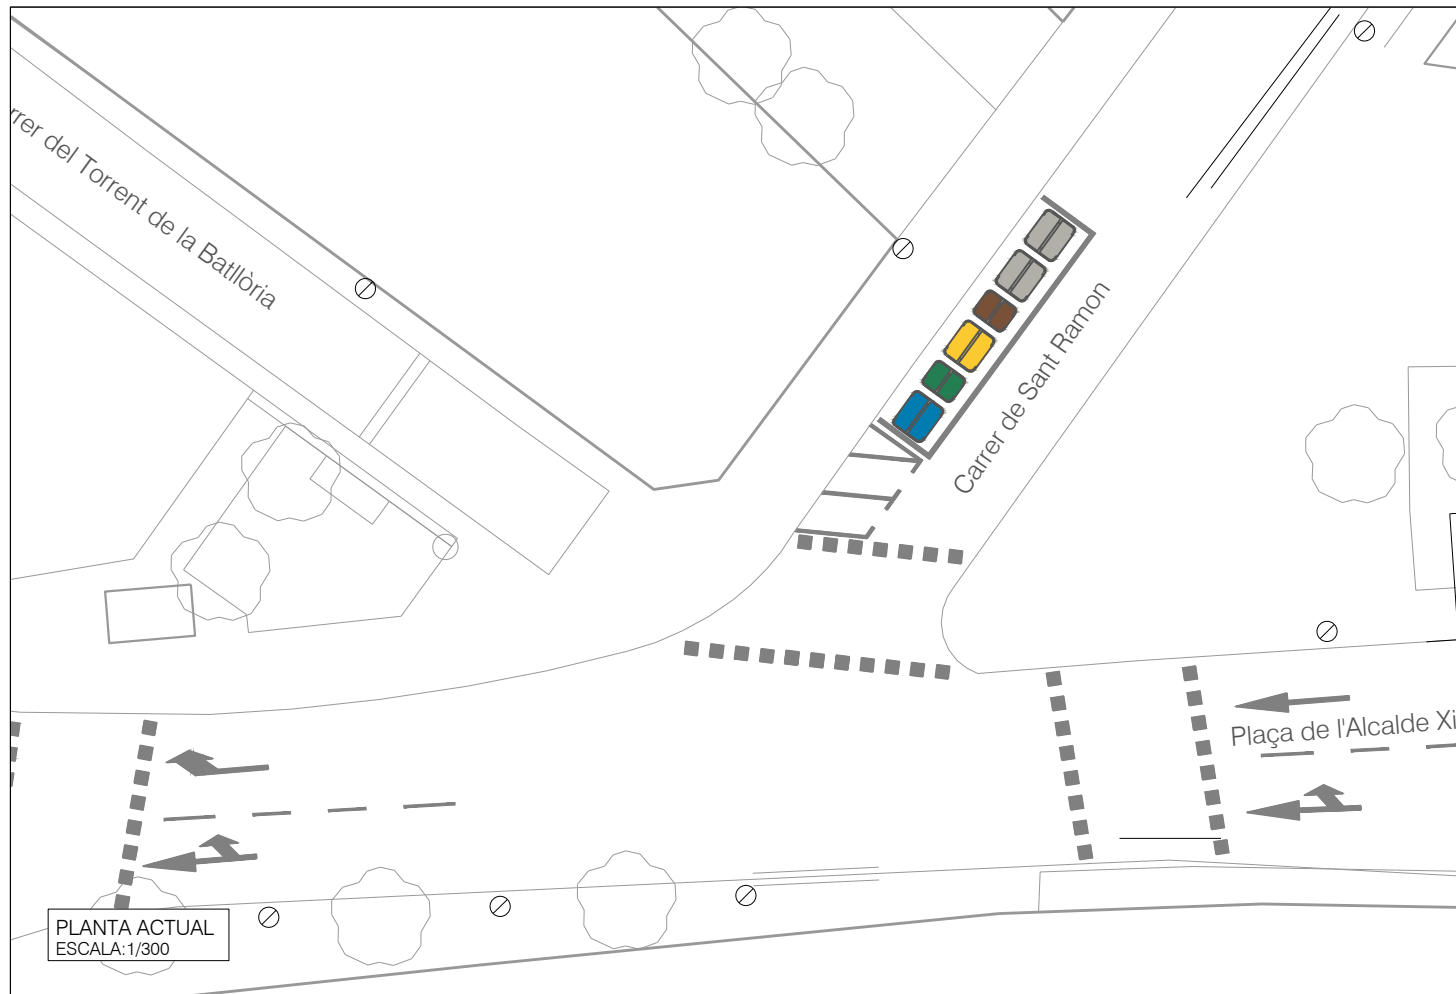 rrer del Torrent de la Batllòria
Carrer de Sant Ramon
Plaça de l'Alcalde Xi
PLANTA ACTUAL
ESCALA:1/300